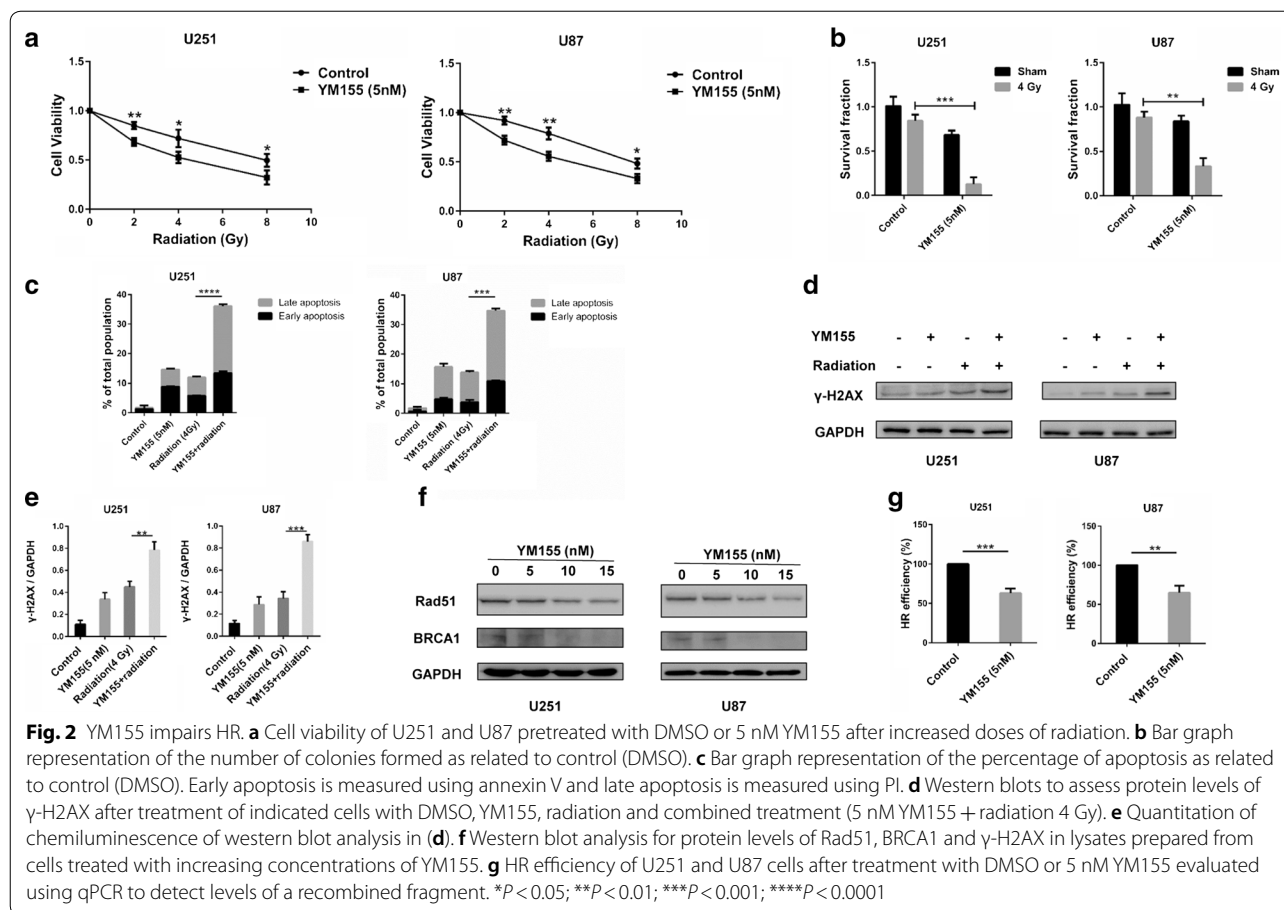 a
U251
1.5
1.0
0.5
0.0
Cell Viability
Control
YM155 (5nM)
**
*
*
0 2 4 6 8 10
Radiation (Gy)
U87
1.5
1.0
0.5
0.0
Cell Viability
Control
YM155 (5nM)
**
**
*
0 2 4 6 8 10
Radiation (Gy)
b
U251
1.5
1.0
0.5
0.0
Survival fraction
Sham
4 Gy
***
Control
YM155 (5nM)
U87
1.5
1.0
0.5
0.0
Survival fraction
Sham
4 Gy
**
Control
YM155 (5nM)
c
U251
40
30
20
10
0
% of total population
****
Late apoptosis
Early apoptosis
Control
YM155 (5nM)
Radiation (4Gy)
YM155+radiation
U87
40
30
20
10
0
% of total population
***
Late apoptosis
Early apoptosis
Control
YM155 (5nM)
Radiation (4Gy)
YM155+radiation
d
YM155 - + - + - + - +
Radiation - - + + - - + +
γ-H2AX
GAPDH
U251 U87
e
U251
1.0
0.8
0.6
0.4
0.2
0.0
γ-H2AX / GAPDH
**
Control
YM155(5 nM)
Radiation(4 Gy)
YM155+radiation
U87
1.0
0.8
0.6
0.4
0.2
0.0
γ-H2AX / GAPDH
***
Control
YM155(5 nM)
Radiation(4 Gy)
YM155+radiation
f
YM155 (nM) YM155 (nM)
0 5 10 15 0 5 10 15
Rad51
BRCA1
GAPDH
U251 U87
g
U251
150
100
50
0
HR efficiency (%)
***
Control
YM155 (5nM)
U87
150
100
50
0
HR efficiency (%)
**
Control
YM155 (5nM)
Fig. 2 YM155 impairs HR. a Cell viability of U251 and U87 pretreated with DMSO or 5 nM YM155 after increased doses of radiation. b Bar graph
representation of the number of colonies formed as related to control (DMSO). c Bar graph representation of the percentage of apoptosis as related
to control (DMSO). Early apoptosis is measured using annexin V and late apoptosis is measured using PI. d Western blots to assess protein levels of
γ-H2AX after treatment of indicated cells with DMSO, YM155, radiation and combined treatment (5 nM YM155 + radiation 4 Gy). e Quantitation of
chemiluminescence of western blot analysis in (d). f Western blot analysis for protein levels of Rad51, BRCA1 and γ-H2AX in lysates prepared from
cells treated with increasing concentrations of YM155. g HR efficiency of U251 and U87 cells after treatment with DMSO or 5 nM YM155 evaluated
using qPCR to detect levels of a recombined fragment. *P < 0.05; **P < 0.01; ***P < 0.001; ****P < 0.0001